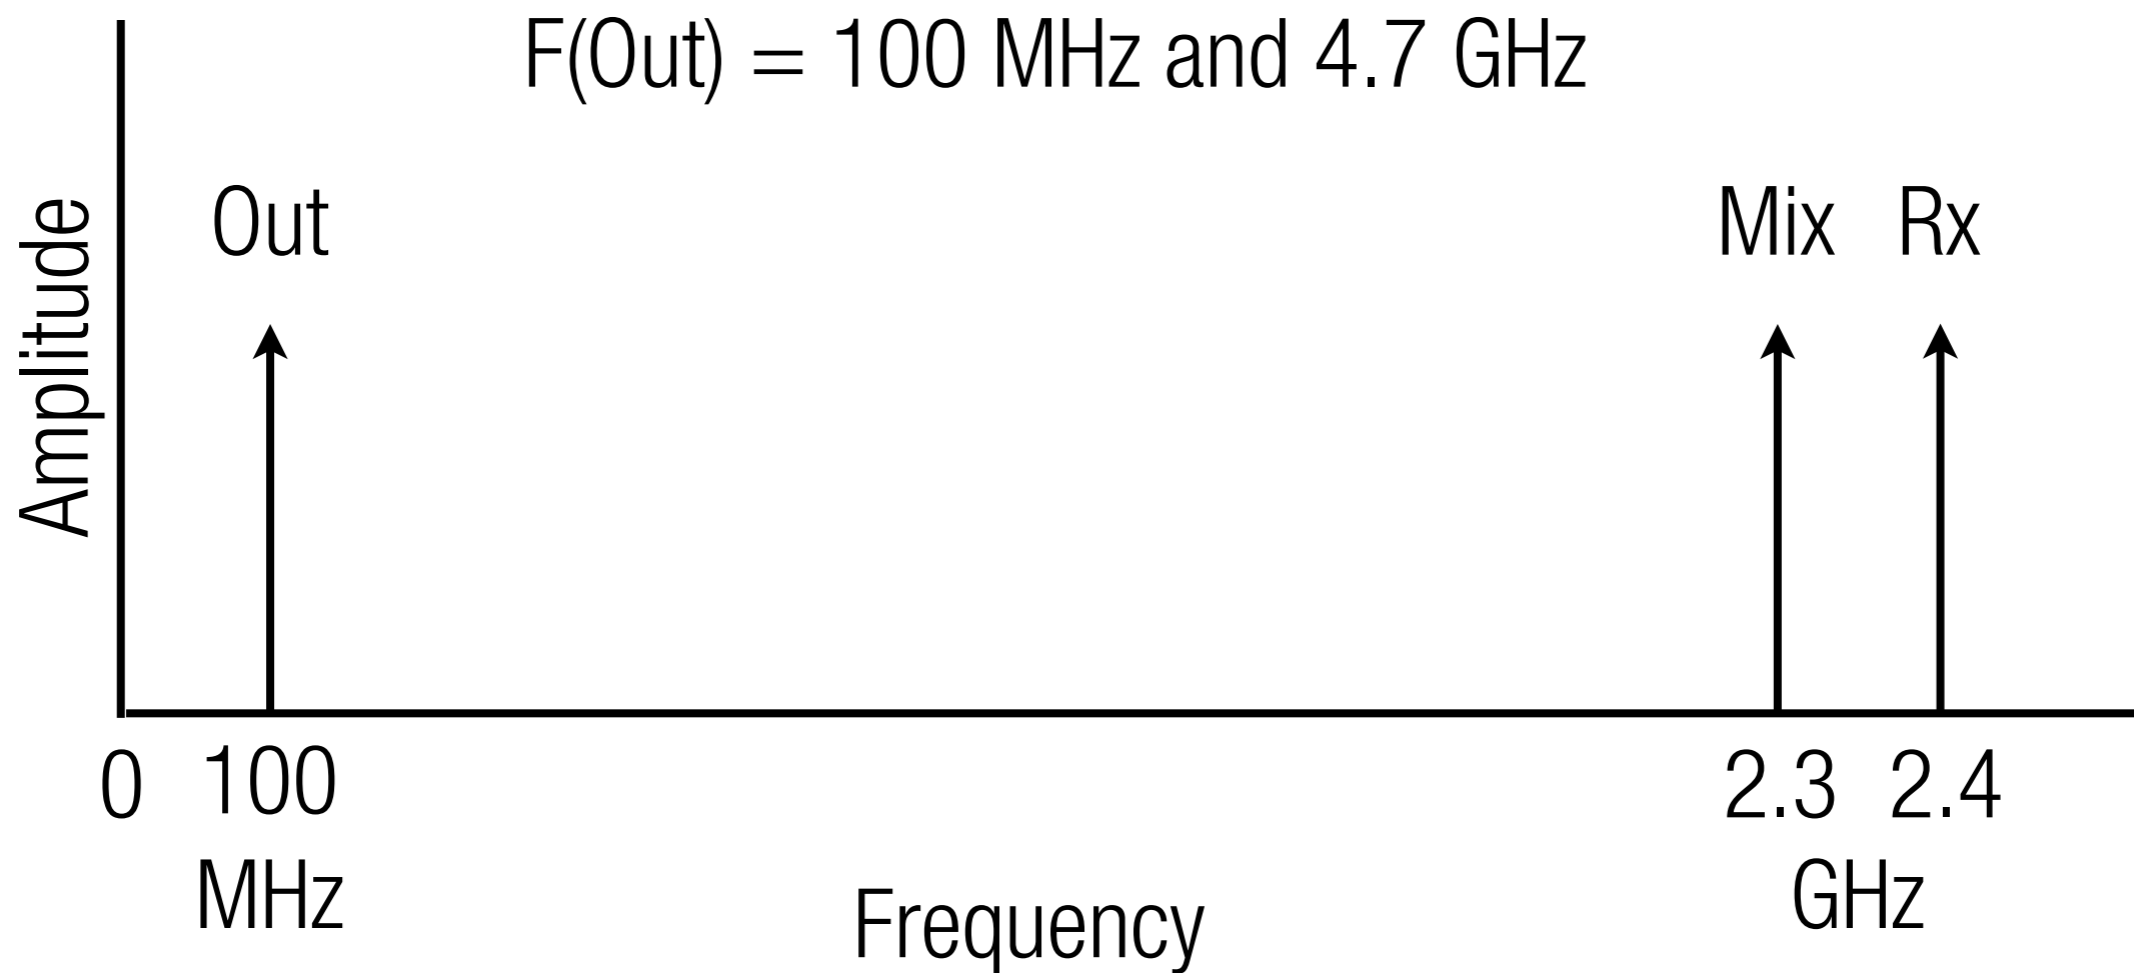 F(Out) = 100 MHz and 4.7 GHz
Out
Mix
Rx
Amplitude
0
100
MHz
2.3
2.4
GHz
Frequency